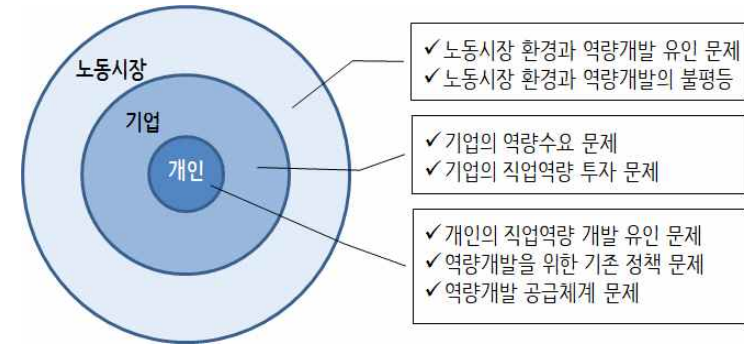 노동시장
기업
개인
✓노동시장 환경과 역량개발 유인 문제
✓노동시장 환경과 역량개발의 불평등
✓기업의 역량수요 문제
✓기업의 직업역량 투자 문제
✓개인의 직업역량 개발 유인 문제
✓역량개발을 위한 기존 정책 문제
✓역량개발 공급체계 문제